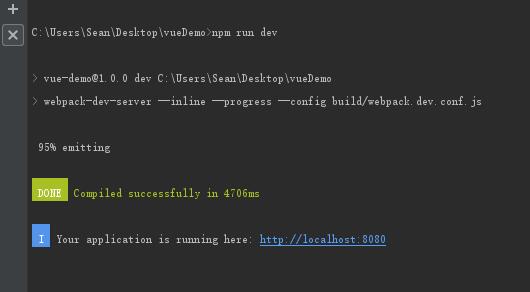 C:\Users\Sean\Desktop\vueDemo>npm run dev
> vue-demo@1.0.0 dev C:\Users\Sean\Desktop\vueDemo
> webpack-dev-server --inline --progress --config build/webpack.dev.conf.js
95% emitting
DONE Compiled successfully in 4706ms
I Your application is running here: http://localhost:8080